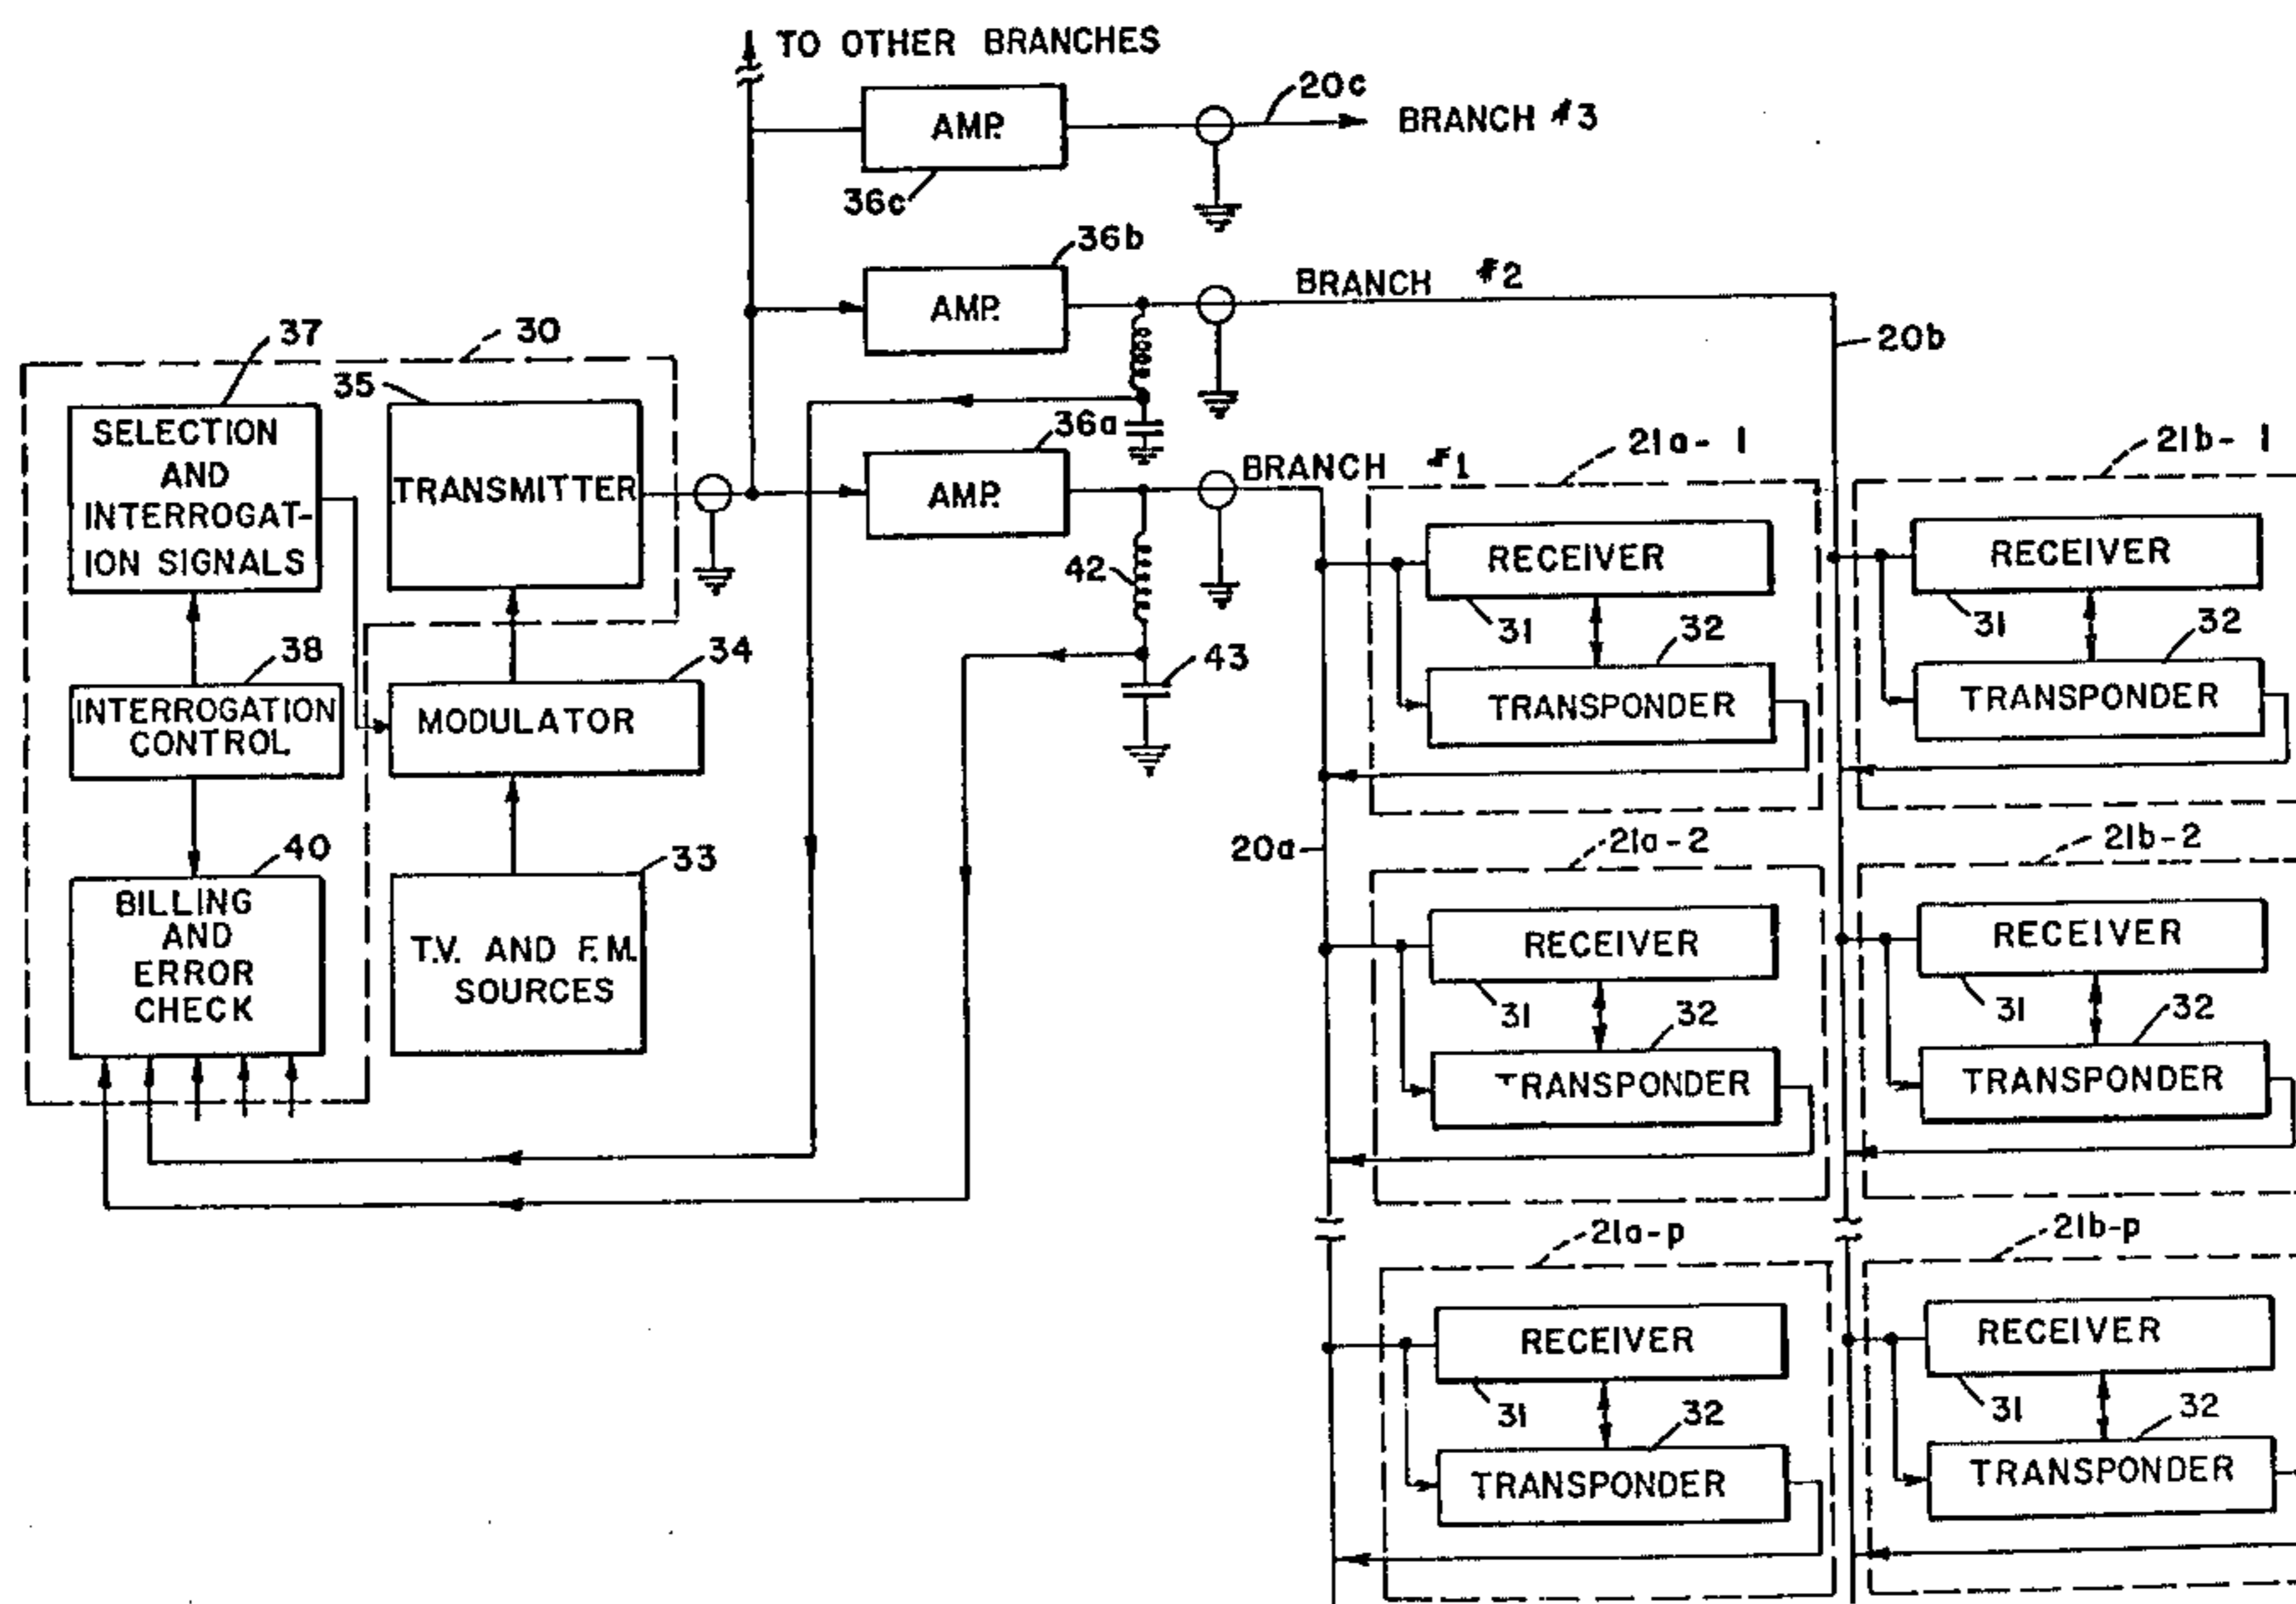 TO OTHER BRANCHES
20c
AMP.
BRANCH #3
36c
36b
AMP.
BRANCH #2
20b
37
30
35
SELECTION
AND
INTERROGAT-
ION SIGNALS
TRANSMITTER
36a
AMP.
BRANCH #1
21a-1
21b-1
42
RECEIVER
31
32
TRANSPONDER
RECEIVER
31
32
TRANSPONDER
38
INTERROGATION
CONTROL
34
MODULATOR
43
40
BILLING
AND
ERROR
CHECK
33
T.V. AND F.M.
SOURCES
20a
21a-2
21b-2
RECEIVER
31
32
TRANSPONDER
RECEIVER
31
32
TRANSPONDER
21a-p
21b-p
RECEIVER
31
32
TRANSPONDER
RECEIVER
31
32
TRANSPONDER